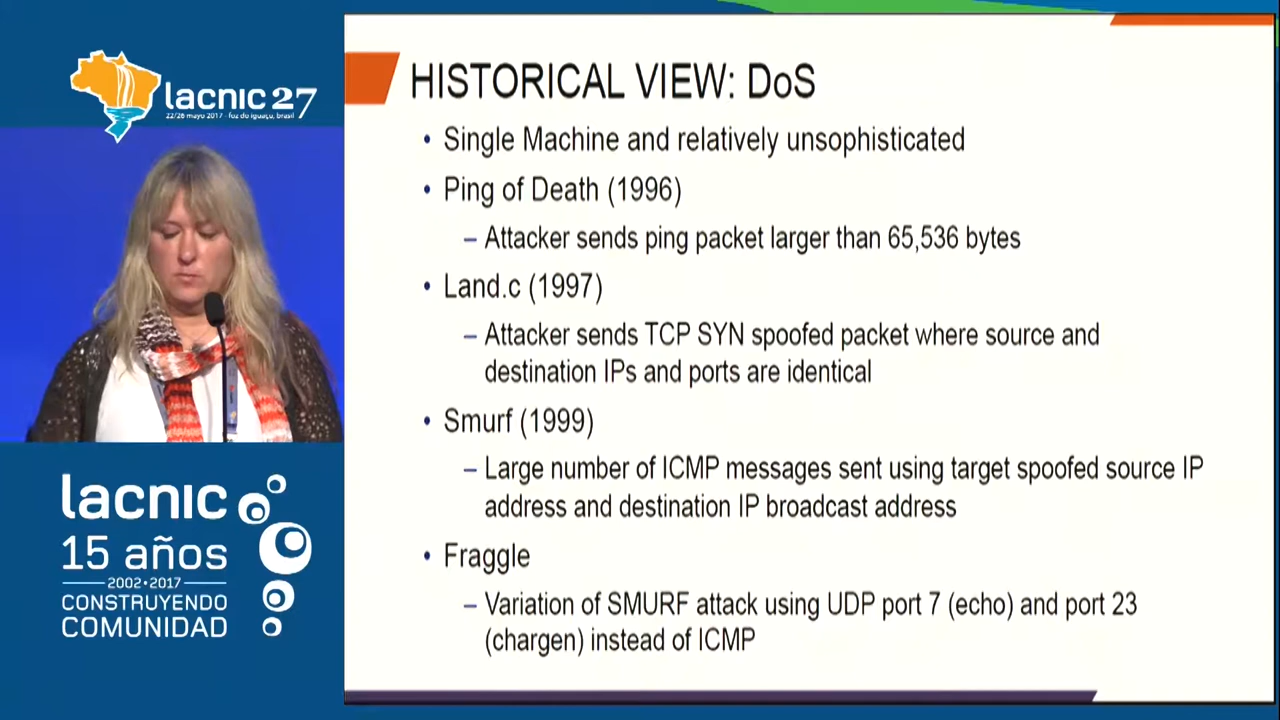 lacnic 27
22/26 mayo 2017 - foz do iguaçu, brasil
lacnic
15 años
2002•2017
CONSTRUYENDO
COMUNIDAD
HISTORICAL VIEW: DoS
• Single Machine and relatively unsophisticated
• Ping of Death (1996)
– Attacker sends ping packet larger than 65,536 bytes
• Land.c (1997)
– Attacker sends TCP SYN spoofed packet where source and
destination IPs and ports are identical
• Smurf (1999)
– Large number of ICMP messages sent using target spoofed source IP
address and destination IP broadcast address
• Fraggle
– Variation of SMURF attack using UDP port 7 (echo) and port 23
(chargen) instead of ICMP